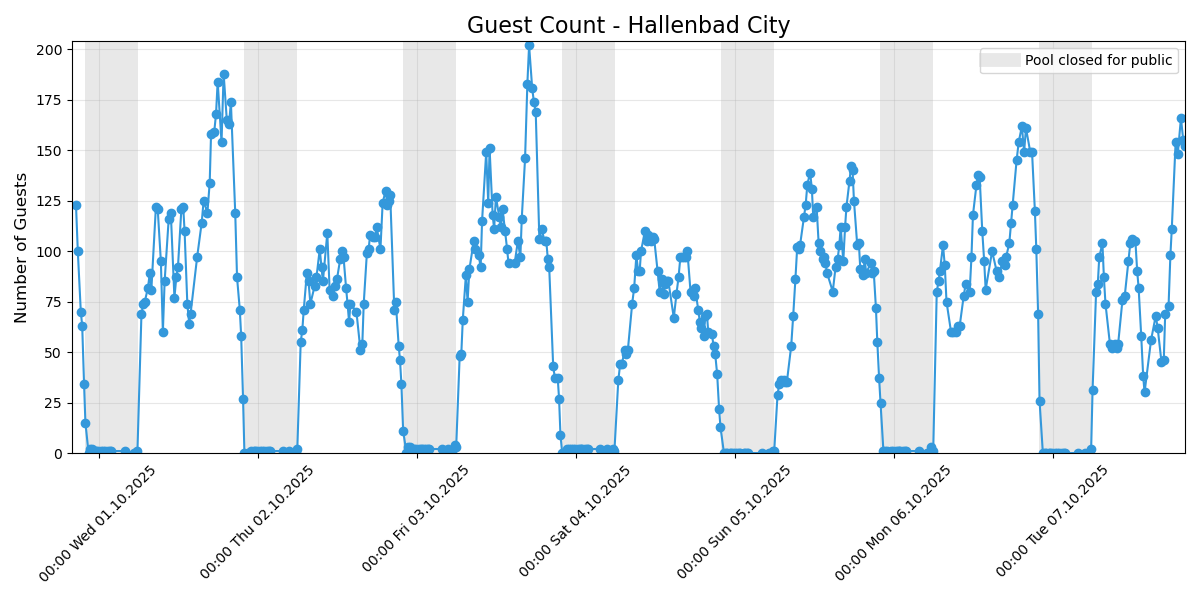 Guest Count - Hallenbad City
Pool closed for public
Number of Guests
200
175
150
125
100
75
50
25
0
00:00 Wed 01.10.2025
00:00 Thu 02.10.2025
00:00 Fri 03.10.2025
00:00 Sat 04.10.2025
00:00 Sun 05.10.2025
00:00 Mon 06.10.2025
00:00 Tue 07.10.2025